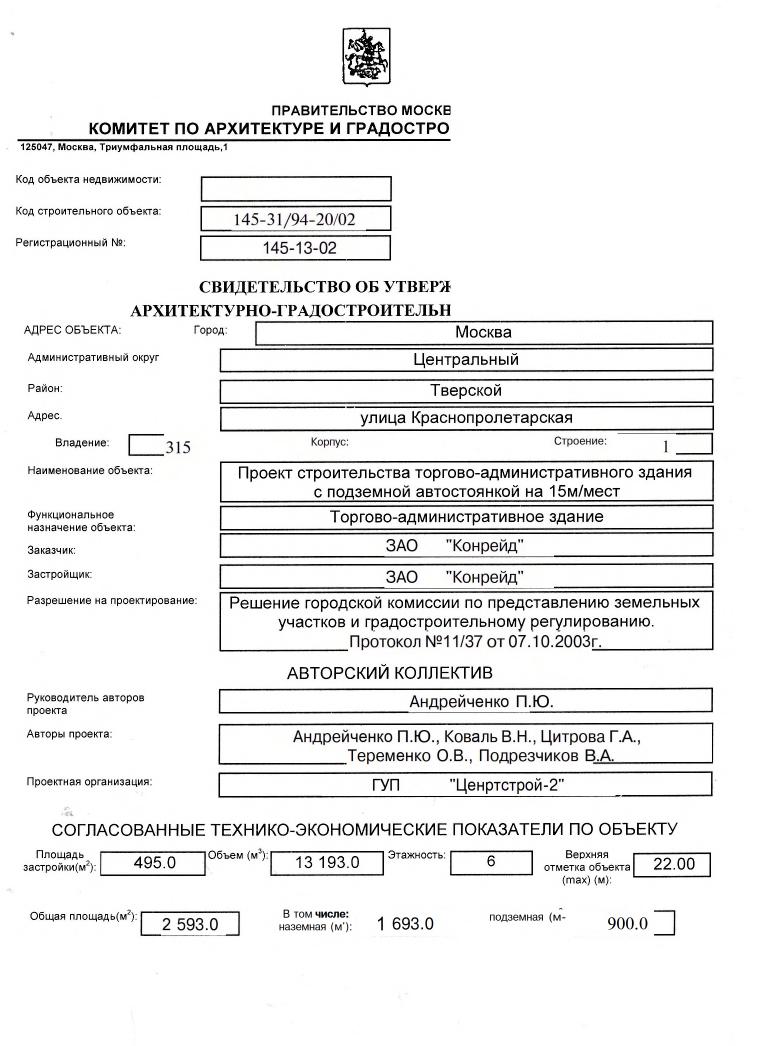 ПРАВИТЕЛЬСТВО МОСКВ
КОМИТЕТ ПО АРХИТЕКТУРЕ И ГРАДОСТРО
125047, Москва, Триумфальная площадь,1
Код объекта недвижимости:
Код строительного объекта: 145-31/94-20/02
Регистрационный №: 145-13-02
СВИДЕТЕЛЬСТВО ОБ УТВЕРЖ
АРХИТЕКТУРНО-ГРАДОСТРОИТЕЛЬН
АДРЕС ОБЪЕКТА: Город: Москва
Административный округ Центральный
Район: Тверской
Адрес. улица Краснопролетарская
Владение: 315 Корпус: Строение: 1
Наименование объекта: Проект строительства торгово-административного здания
с подземной автостоянкой на 15м/мест
Функциональное
назначение объекта: Торгово-административное здание
Заказчик: ЗАО "Конрейд"
Застройщик: ЗАО "Конрейд"
Разрешение на проектирование: Решение городской комиссии по представлению земельных
участков и градостроительному регулированию.
Протокол №11/37 от 07.10.2003г.
АВТОРСКИЙ КОЛЛЕКТИВ
Руководитель авторов
проекта Андрейченко П.Ю.
Авторы проекта: Андрейченко П.Ю., Коваль В.Н., Цитрова Г.А.,
Теременко О.В., Подрезчиков В.А.
Проектная организация: ГУП "Ценртстрой-2"
СОГЛАСОВАННЫЕ ТЕХНИКО-ЭКОНОМИЧЕСКИЕ ПОКАЗАТЕЛИ ПО ОБЪЕКТУ
Площадь
застройки(м²): 495.0 Объем (м³): 13 193.0 Этажность: 6 Верхняя
отметка объекта
(max) (м): 22.00
Общая площадь(м²): 2 593.0 В том числе:
наземная (м²): 1 693.0 подземная (м- 900.0